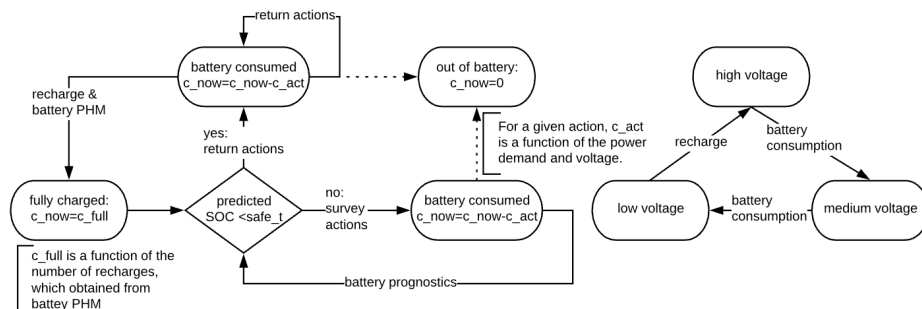 return actions
battery consumed
c_now=c_now-c_act
out of battery:
c_now=0
high voltage
recharge &
battery PHM
yes:
return actions
For a given action, c_act
is a function of the power
demand and voltage.
recharge
battery
consumption
fully charged:
c_now=c_full
predicted
SOC <safe_t
no:
survey
actions
battery consumed
c_now=c_now-c_act
low voltage
battery
consumption
medium voltage
c_full is a function of the
number of recharges,
which obtained from
battey PHM
battery prognostics